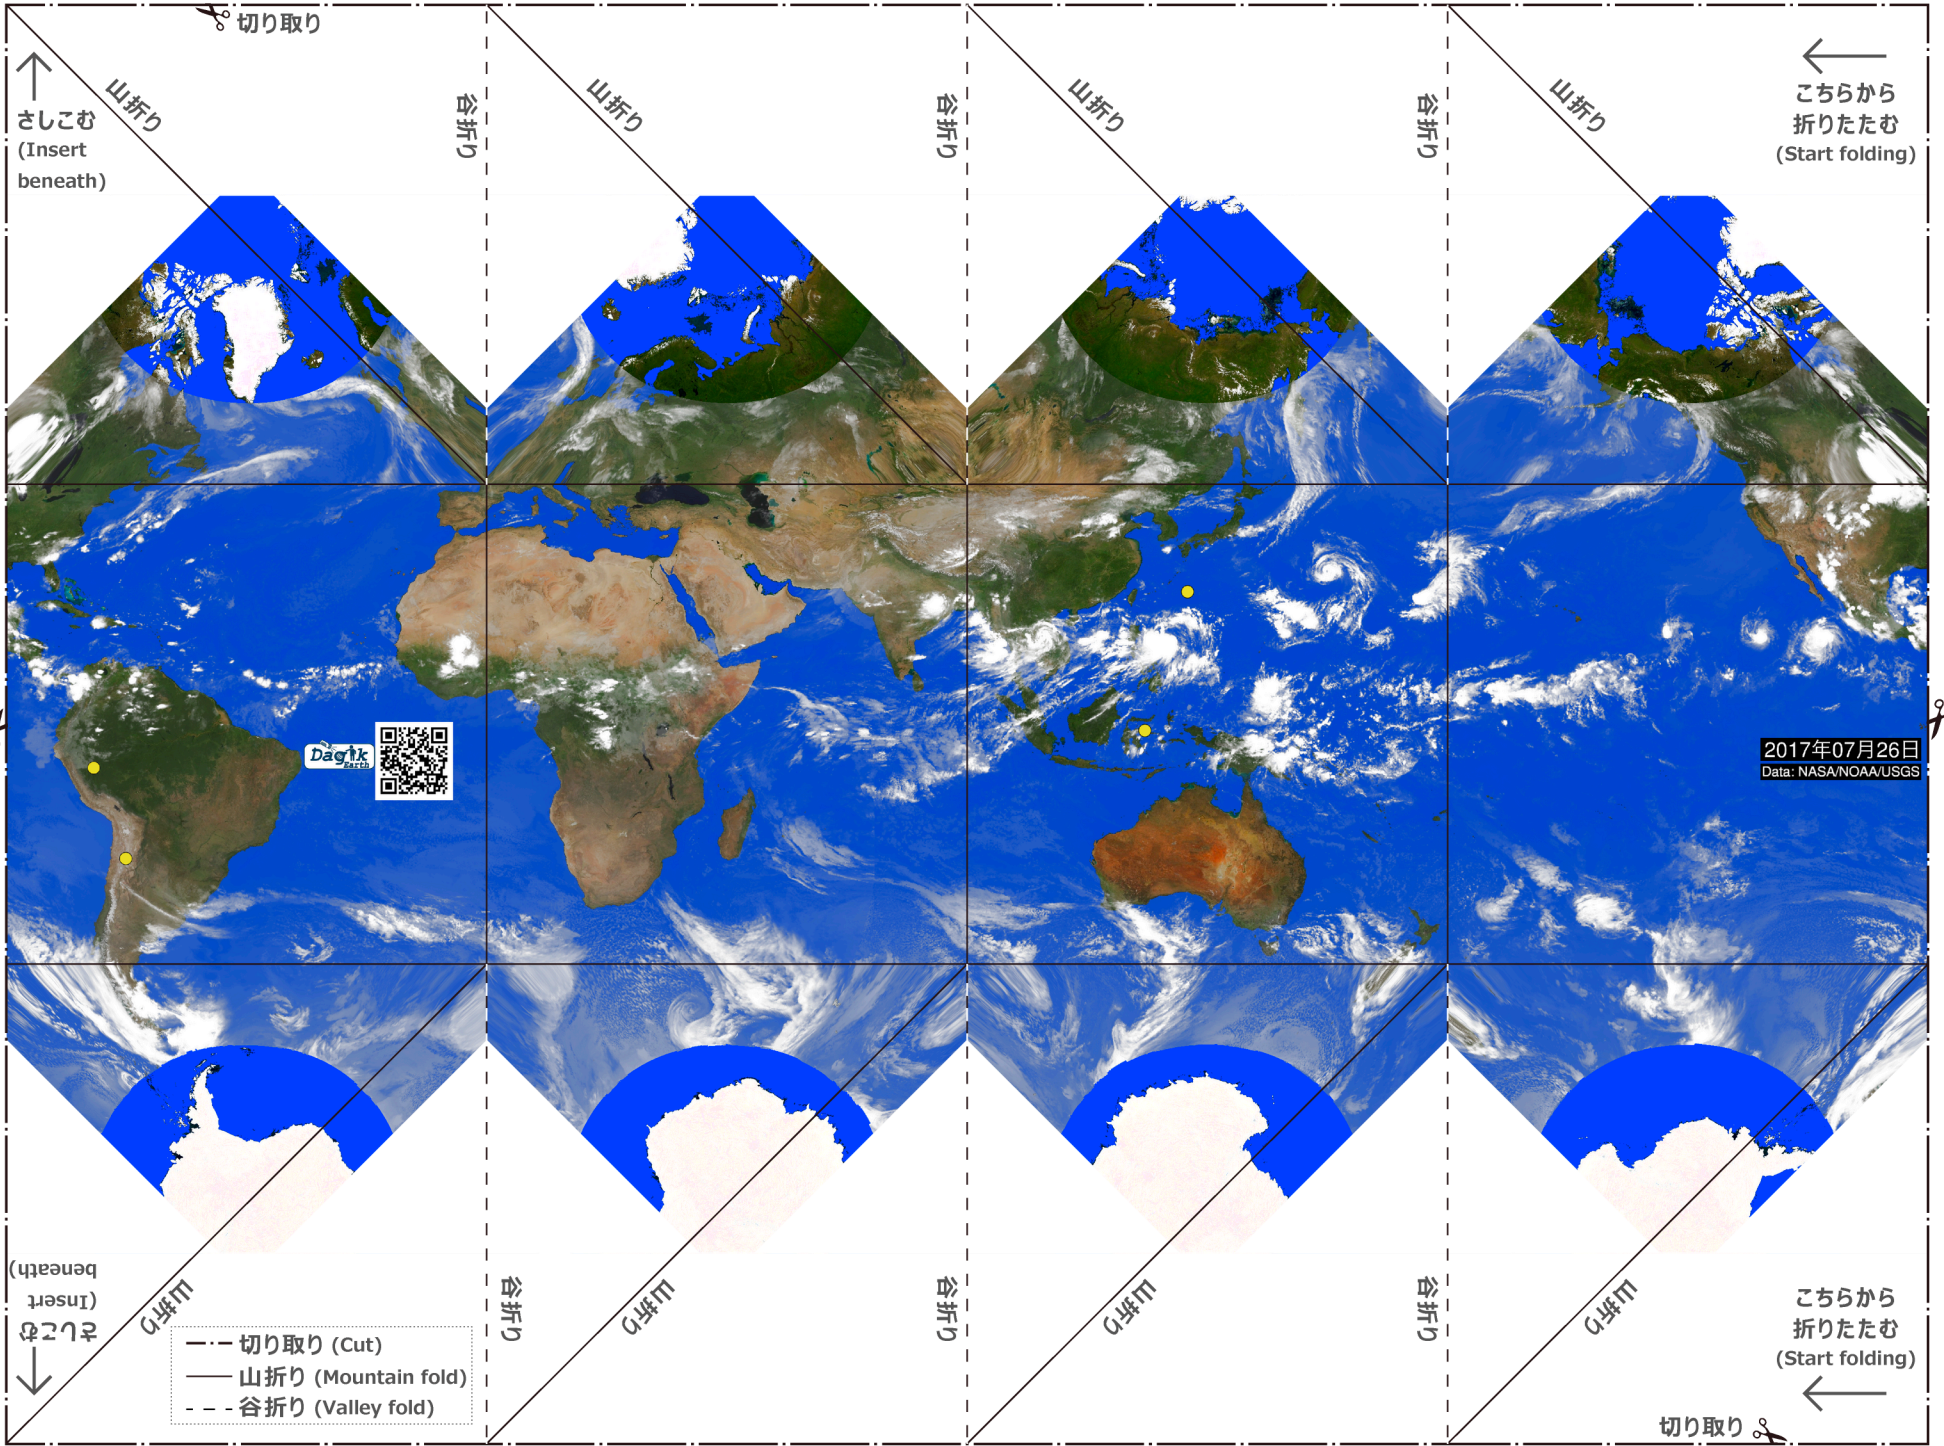 切り取り
山折り
谷折り
山折り
谷折り
山折り
谷折り
山折り
さしこむ
(Insert
beneath)
こちらから
折りたたむ
(Start folding)
Dagik
Earth
2017年07月26日
Data: NASA/NOAA/USGS
さしこむ
(Insert
beneath)
山折り
谷折り
山折り
谷折り
山折り
谷折り
山折り
こちらから
折りたたむ
(Start folding)
切り取り (Cut)
山折り (Mountain fold)
谷折り (Valley fold)
切り取り